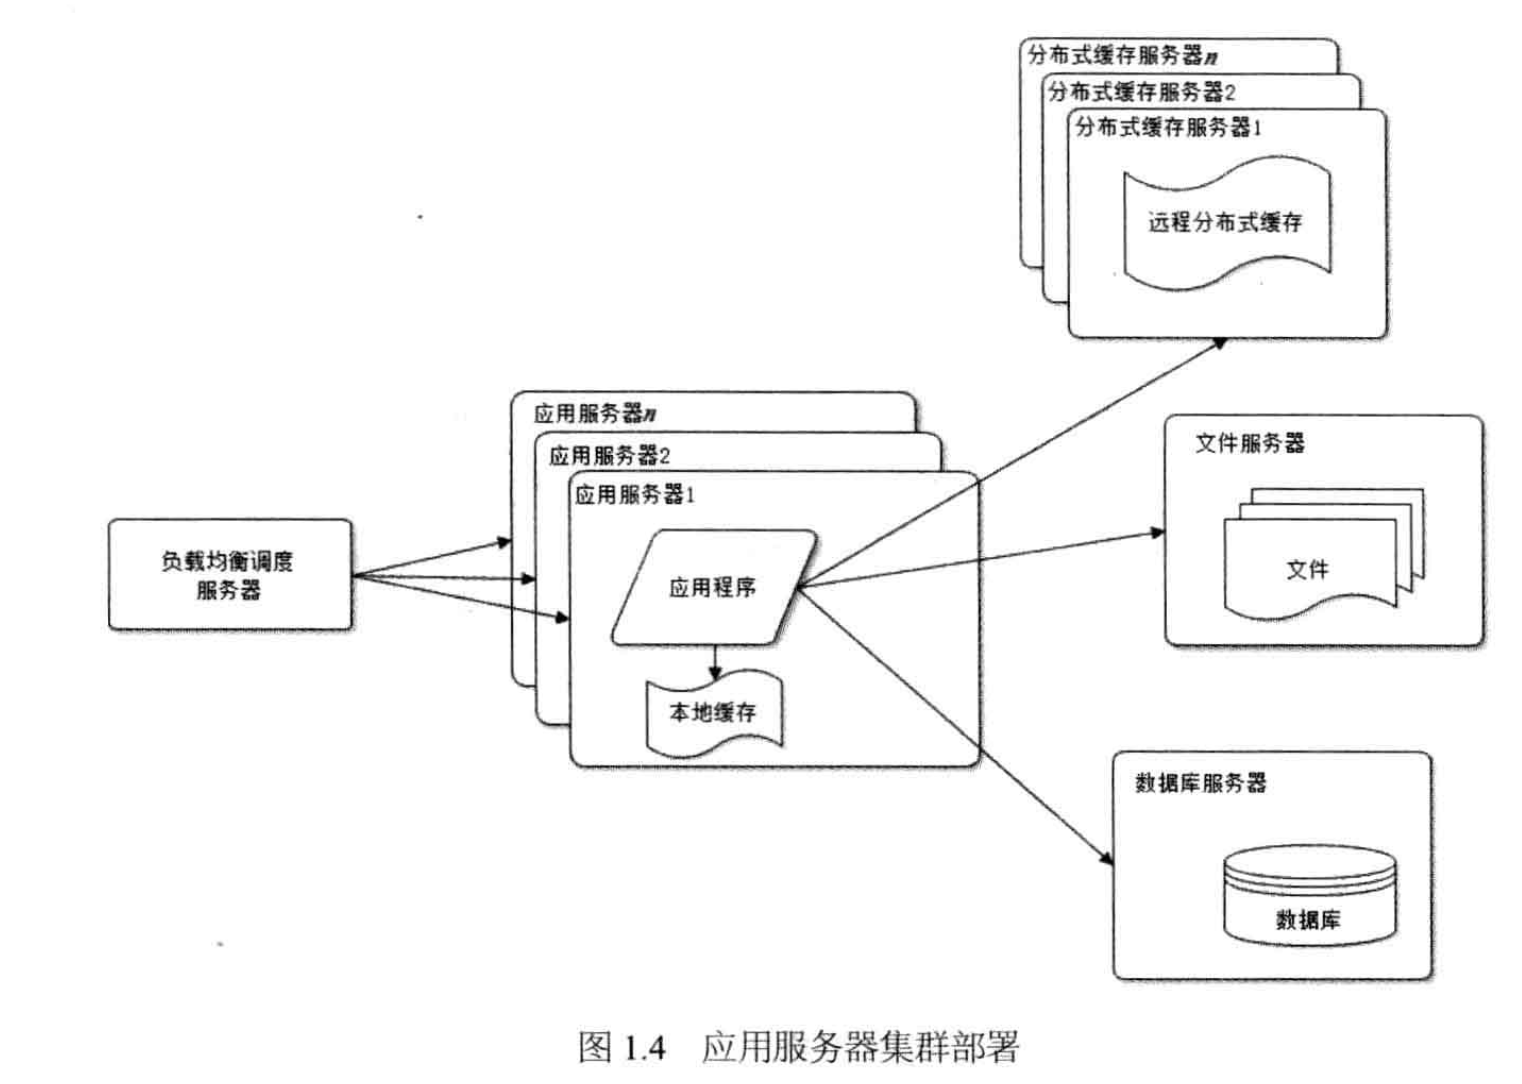 分布式缓存服务器n
分布式缓存服务器2
分布式缓存服务器1
远程分布式缓存
应用服务器n
应用服务器2
应用服务器1
文件服务器
负载均衡调度
服务器
应用程序
文件
本地缓存
数据库服务器
数据库
图 1.4 应用服务器集群部署